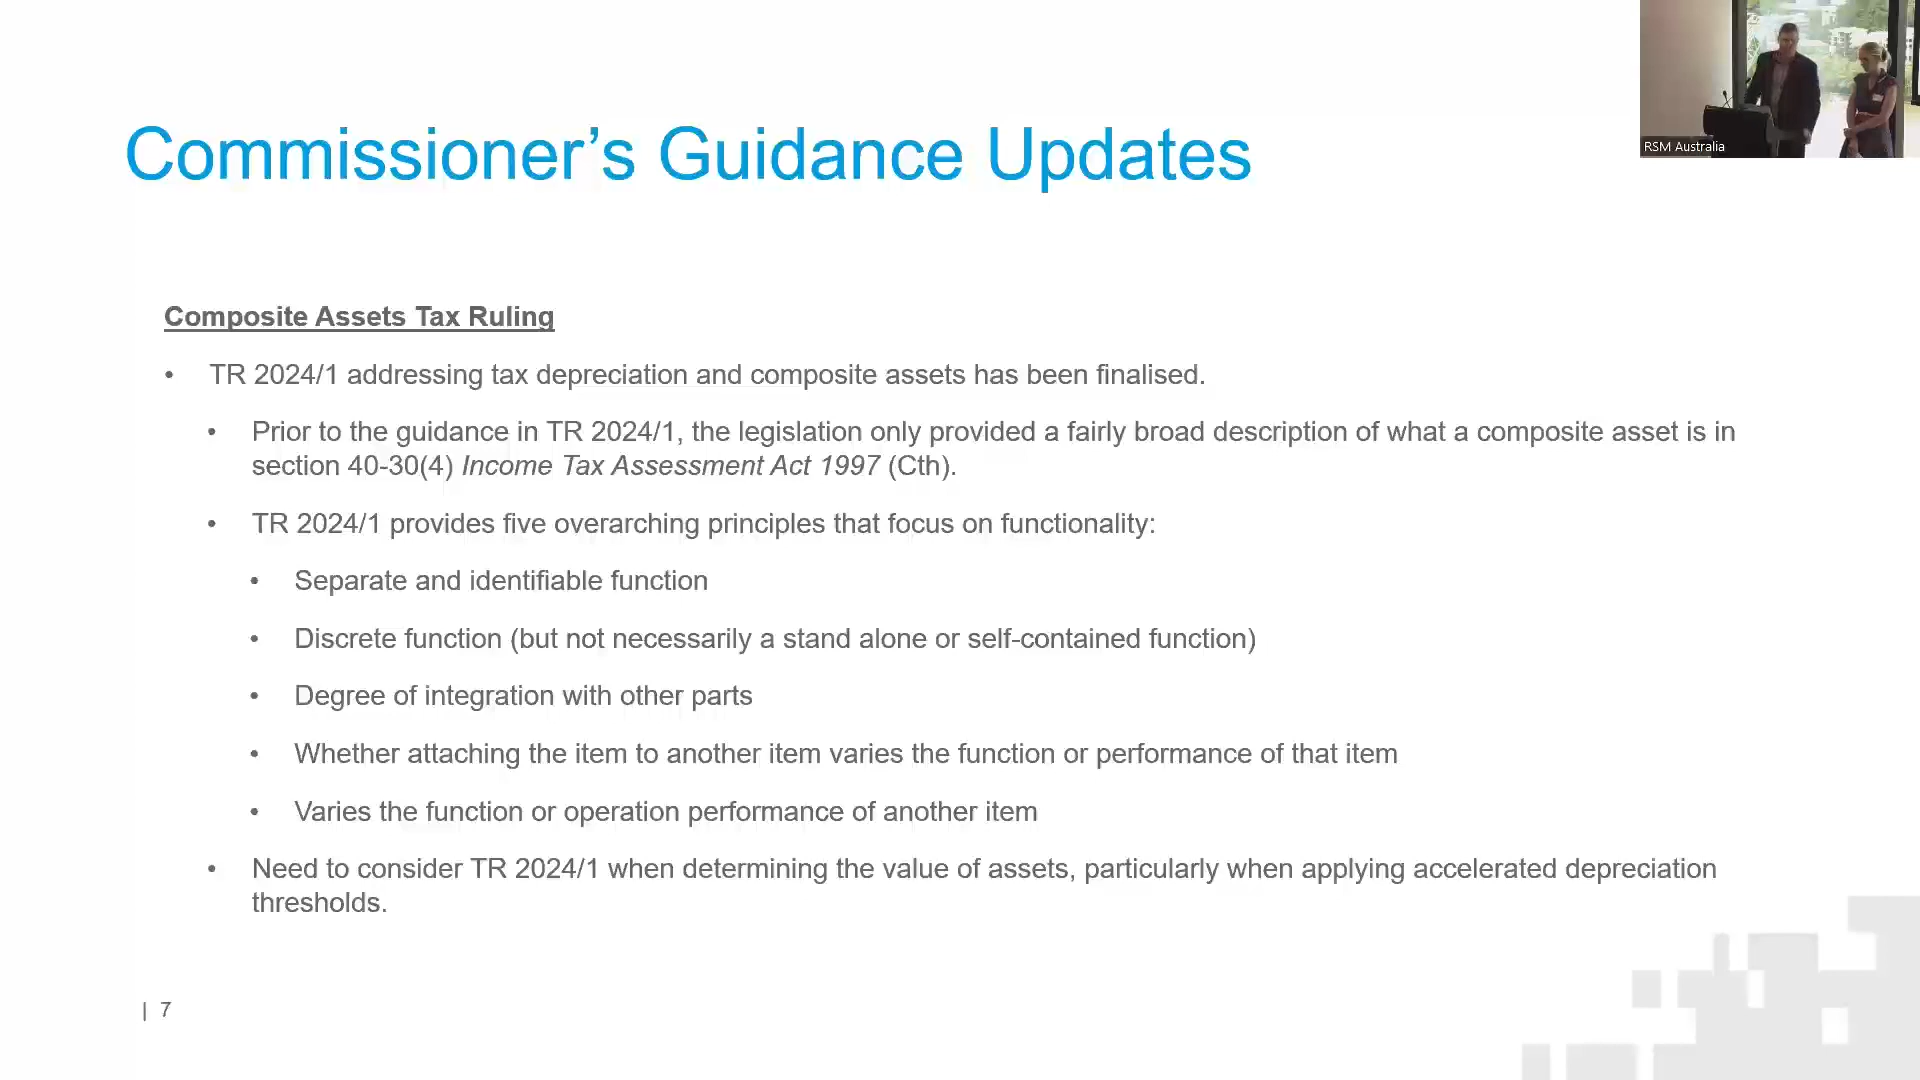 RSM Australia
Commissioner’s Guidance Updates
Composite Assets Tax Ruling
• TR 2024/1 addressing tax depreciation and composite assets has been finalised.
• Prior to the guidance in TR 2024/1, the legislation only provided a fairly broad description of what a composite asset is in
section 40-30(4) Income Tax Assessment Act 1997 (Cth).
• TR 2024/1 provides five overarching principles that focus on functionality:
• Separate and identifiable function
• Discrete function (but not necessarily a stand alone or self-contained function)
• Degree of integration with other parts
• Whether attaching the item to another item varies the function or performance of that item
• Varies the function or operation performance of another item
• Need to consider TR 2024/1 when determining the value of assets, particularly when applying accelerated depreciation
thresholds.
| 7